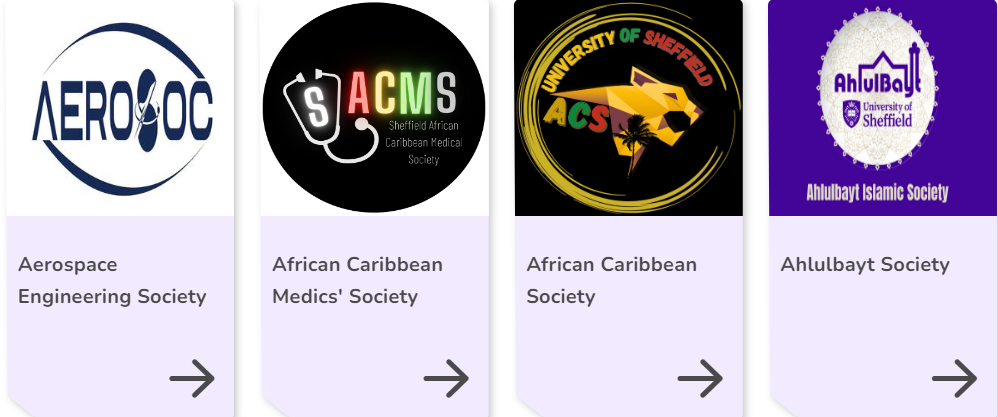 AEROSOC
S ACMS
Sheffield African
Caribbean Medical
Society
UNIVERSITY OF SHEFFIELD
ACS
AhlulBayt
University of
Sheffield
Ahlulbayt Islamic Society
Aerospace
Engineering Society
African Caribbean
Medics' Society
African Caribbean
Society
Ahlulbayt Society